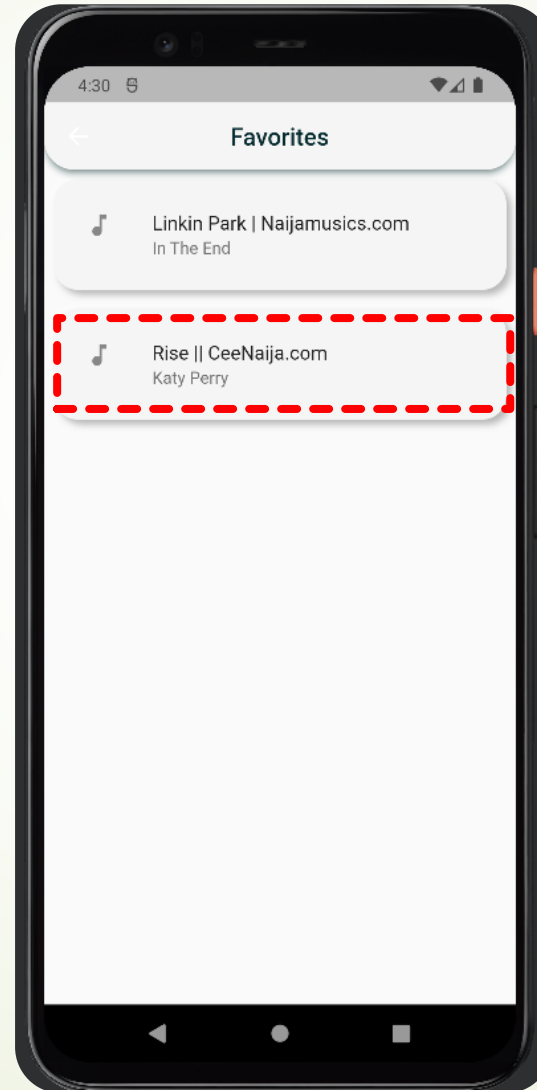 4:30
Favorites
Linkin Park | Naijamusics.com
In The End
Rise || CeeNaija.com
Katy Perry